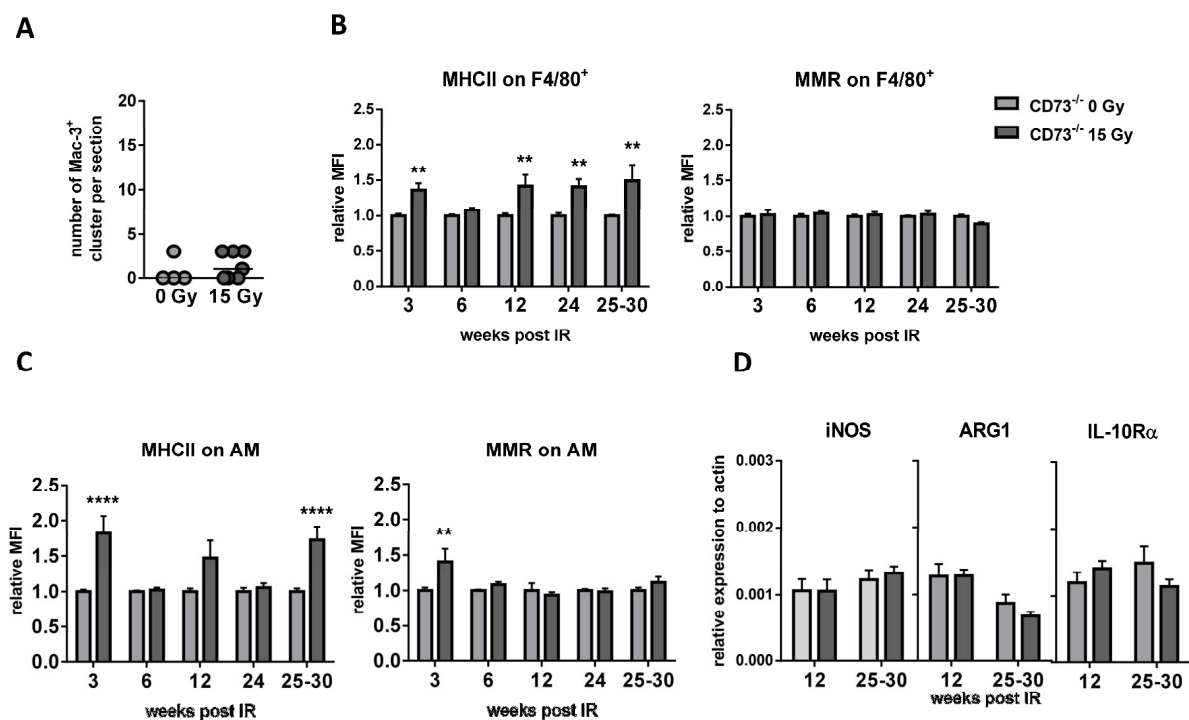 A
number of Mac-3⁺
cluster per section
20
15
10
5
0
0 Gy 15 Gy
B
MHCII on F4/80⁺
relative MFI
2.5
2.0
1.5
1.0
0.5
0.0
** ** ** **
3 6 12 24 25-30
weeks post IR
MMR on F4/80⁺
relative MFI
2.5
2.0
1.5
1.0
0.5
0.0
3 6 12 24 25-30
weeks post IR
CD73⁻/⁻ 0 Gy
CD73⁻/⁻ 15 Gy
C
MHCII on AM
relative MFI
2.5
2.0
1.5
1.0
0.5
0.0
**** ****
3 6 12 24 25-30
weeks post IR
MMR on AM
relative MFI
2.5
2.0
1.5
1.0
0.5
0.0
**
3 6 12 24 25-30
weeks post IR
D
iNOS ARG1 IL-10Rα
relative expression to actin
0.003
0.002
0.001
0.000
12 25-30 12 25-30 12 25-30
weeks post IR